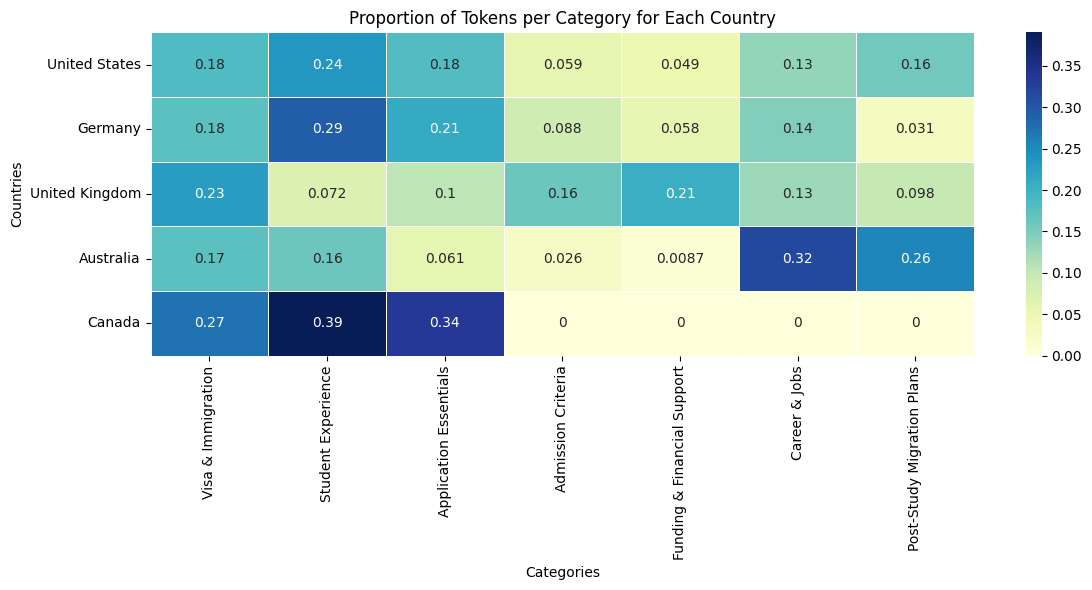 Proportion of Tokens per Category for Each Country
Countries
United States 0.18 0.24 0.18 0.059 0.049 0.13 0.16
Germany 0.18 0.29 0.21 0.088 0.058 0.14 0.031
United Kingdom 0.23 0.072 0.1 0.16 0.21 0.13 0.098
Australia 0.17 0.16 0.061 0.026 0.0087 0.32 0.26
Canada 0.27 0.39 0.34 0 0 0 0
Visa & Immigration
Student Experience
Application Essentials
Admission Criteria
Funding & Financial Support
Career & Jobs
Post-Study Migration Plans
Categories
0.35
0.30
0.25
0.20
0.15
0.10
0.05
0.00